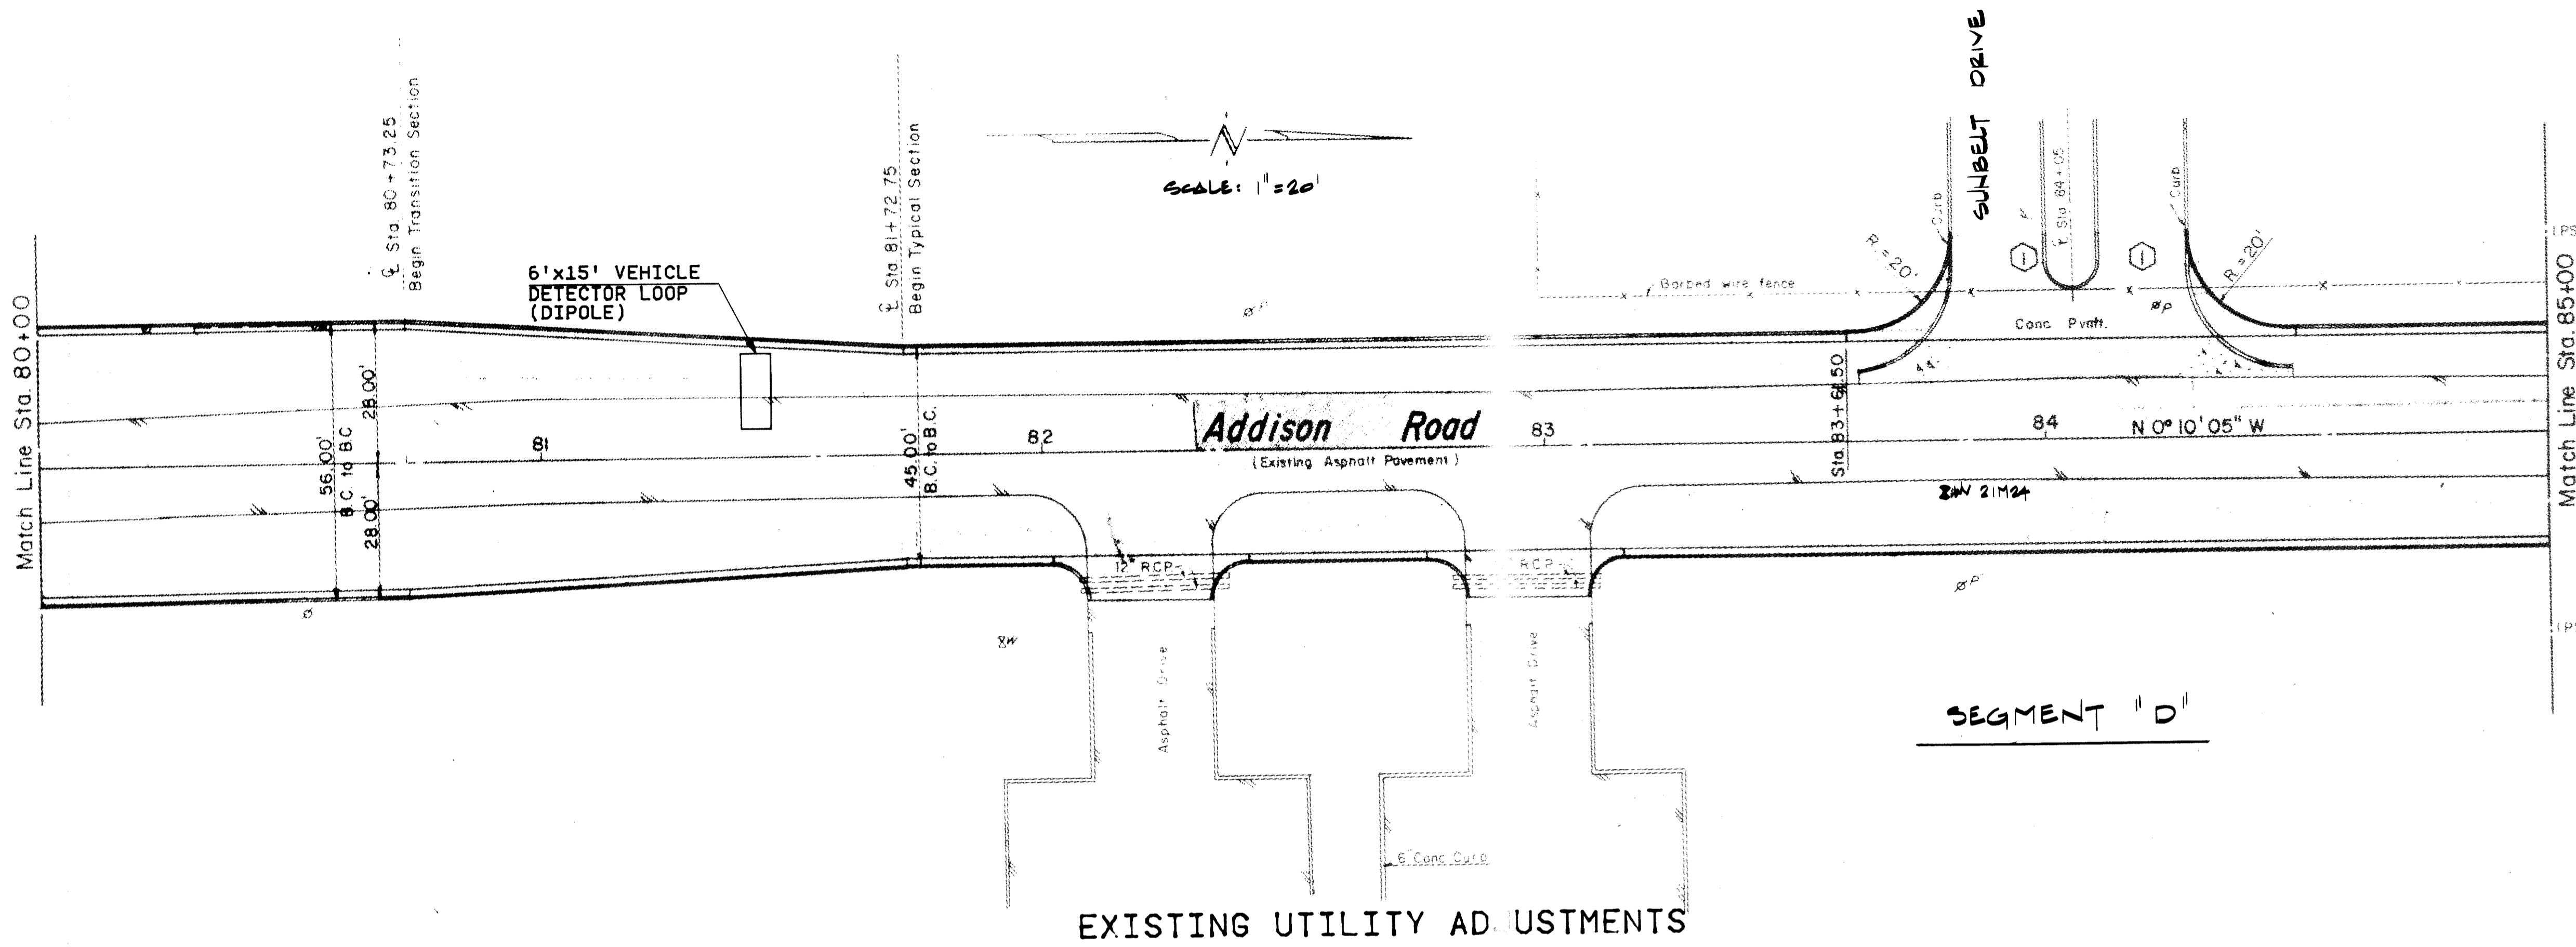 Match Line Sta. 80+00
℄ Sta. 80+73.25
Begin Transition Section
6'x15' VEHICLE
DETECTOR LOOP
(DIPOLE)
℄ Sta. 81+72.75
Begin Typical Section
N
SCALE: 1"=20'
Barbed wire fence
SUNBELT DRIVE
Curb
R=20'
1
℄ Sta. 84+05
1
Curb
R=20'
Conc. Pvmt.
Match Line Sta. 85+00
56.00'
B.C. to B.C.
28.00'
28.00'
81
45.00'
B.C. to B.C.
82
Addison Road
(Existing Asphalt Pavement)
83
84
N 0° 10' 05" W
12" RCP
RCP
Asphalt Drive
Asphalt Drive
6" Conc Curb
SEGMENT "D"
EXISTING UTILITY AD USTMENTS